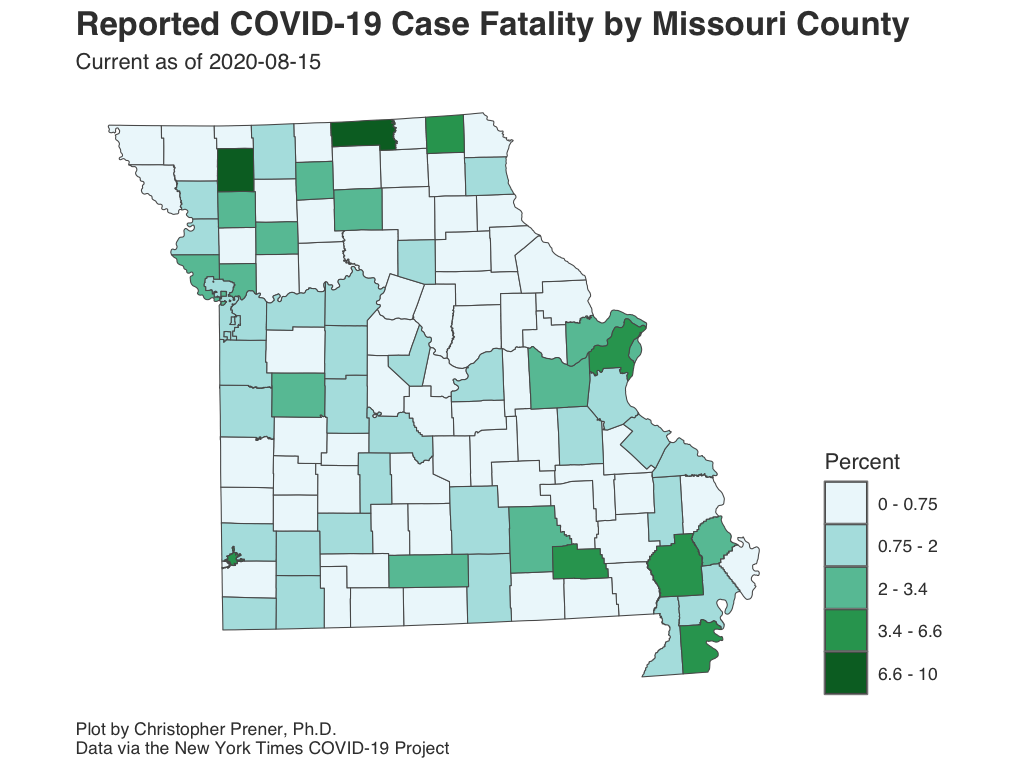 Reported COVID-19 Case Fatality by Missouri County
Current as of 2020-08-15
Percent
0 - 0.75
0.75 - 2
2 - 3.4
3.4 - 6.6
6.6 - 10
Plot by Christopher Prener, Ph.D.
Data via the New York Times COVID-19 Project